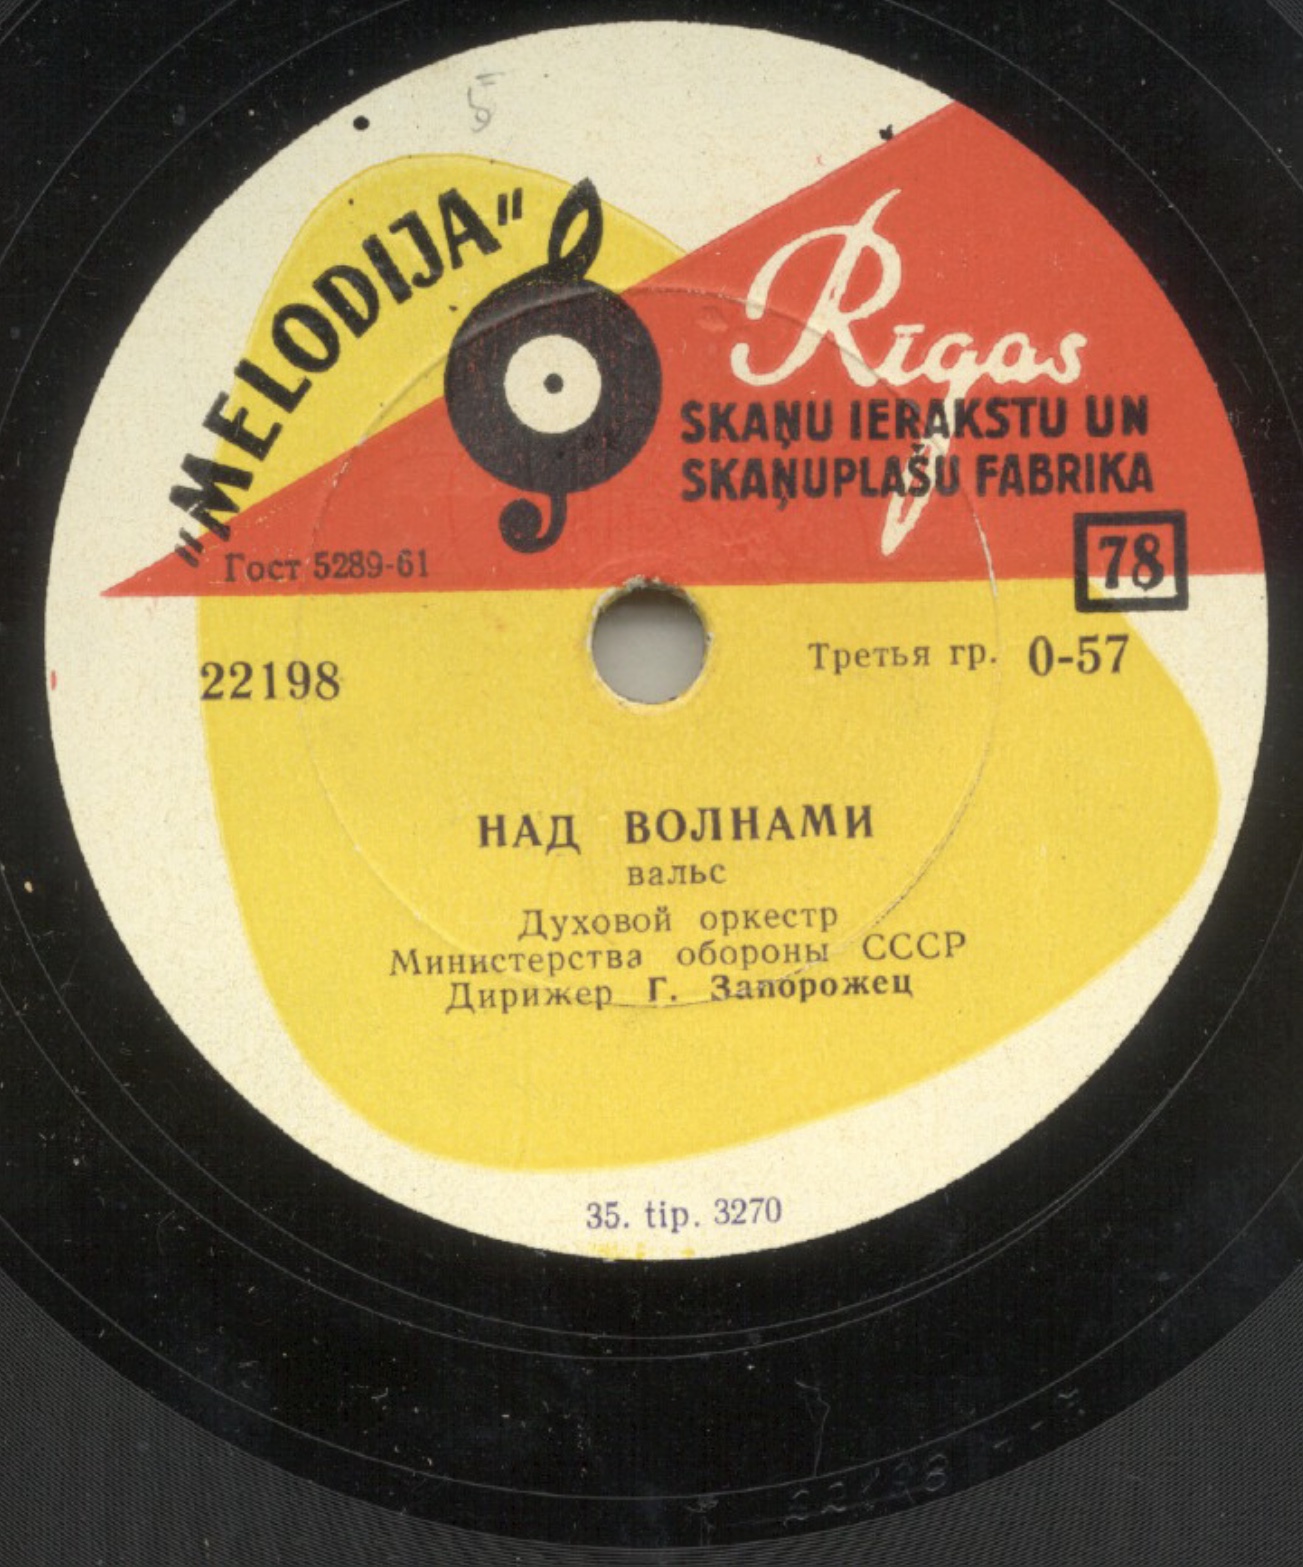 „MELODIJA"
Rīgas
SKAŅU IERAKSTU UN
SKAŅUPLAŠU FABRIKA
Гост 5289-61
78
22198
Третья гр. 0-57
НАД ВОЛНАМИ
вальс
Духовой оркестр
Министерства обороны СССР
Дирижер Г. Запорожец
35. tip. 3270
22198